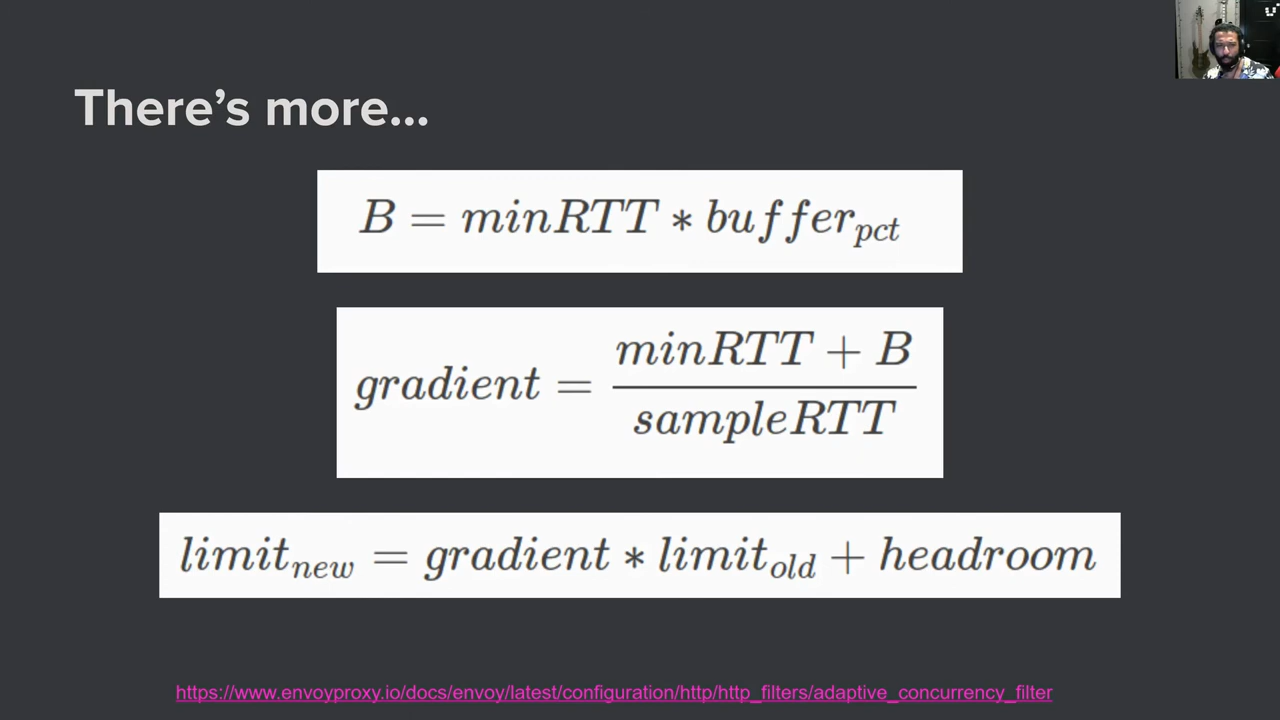 There's more...
B = minRTT * buffer_pct
gradient = (minRTT + B) / sampleRTT
limit_new = gradient * limit_old + headroom
https://www.envoyproxy.io/docs/envoy/latest/configuration/http/http_filters/adaptive_concurrency_filter